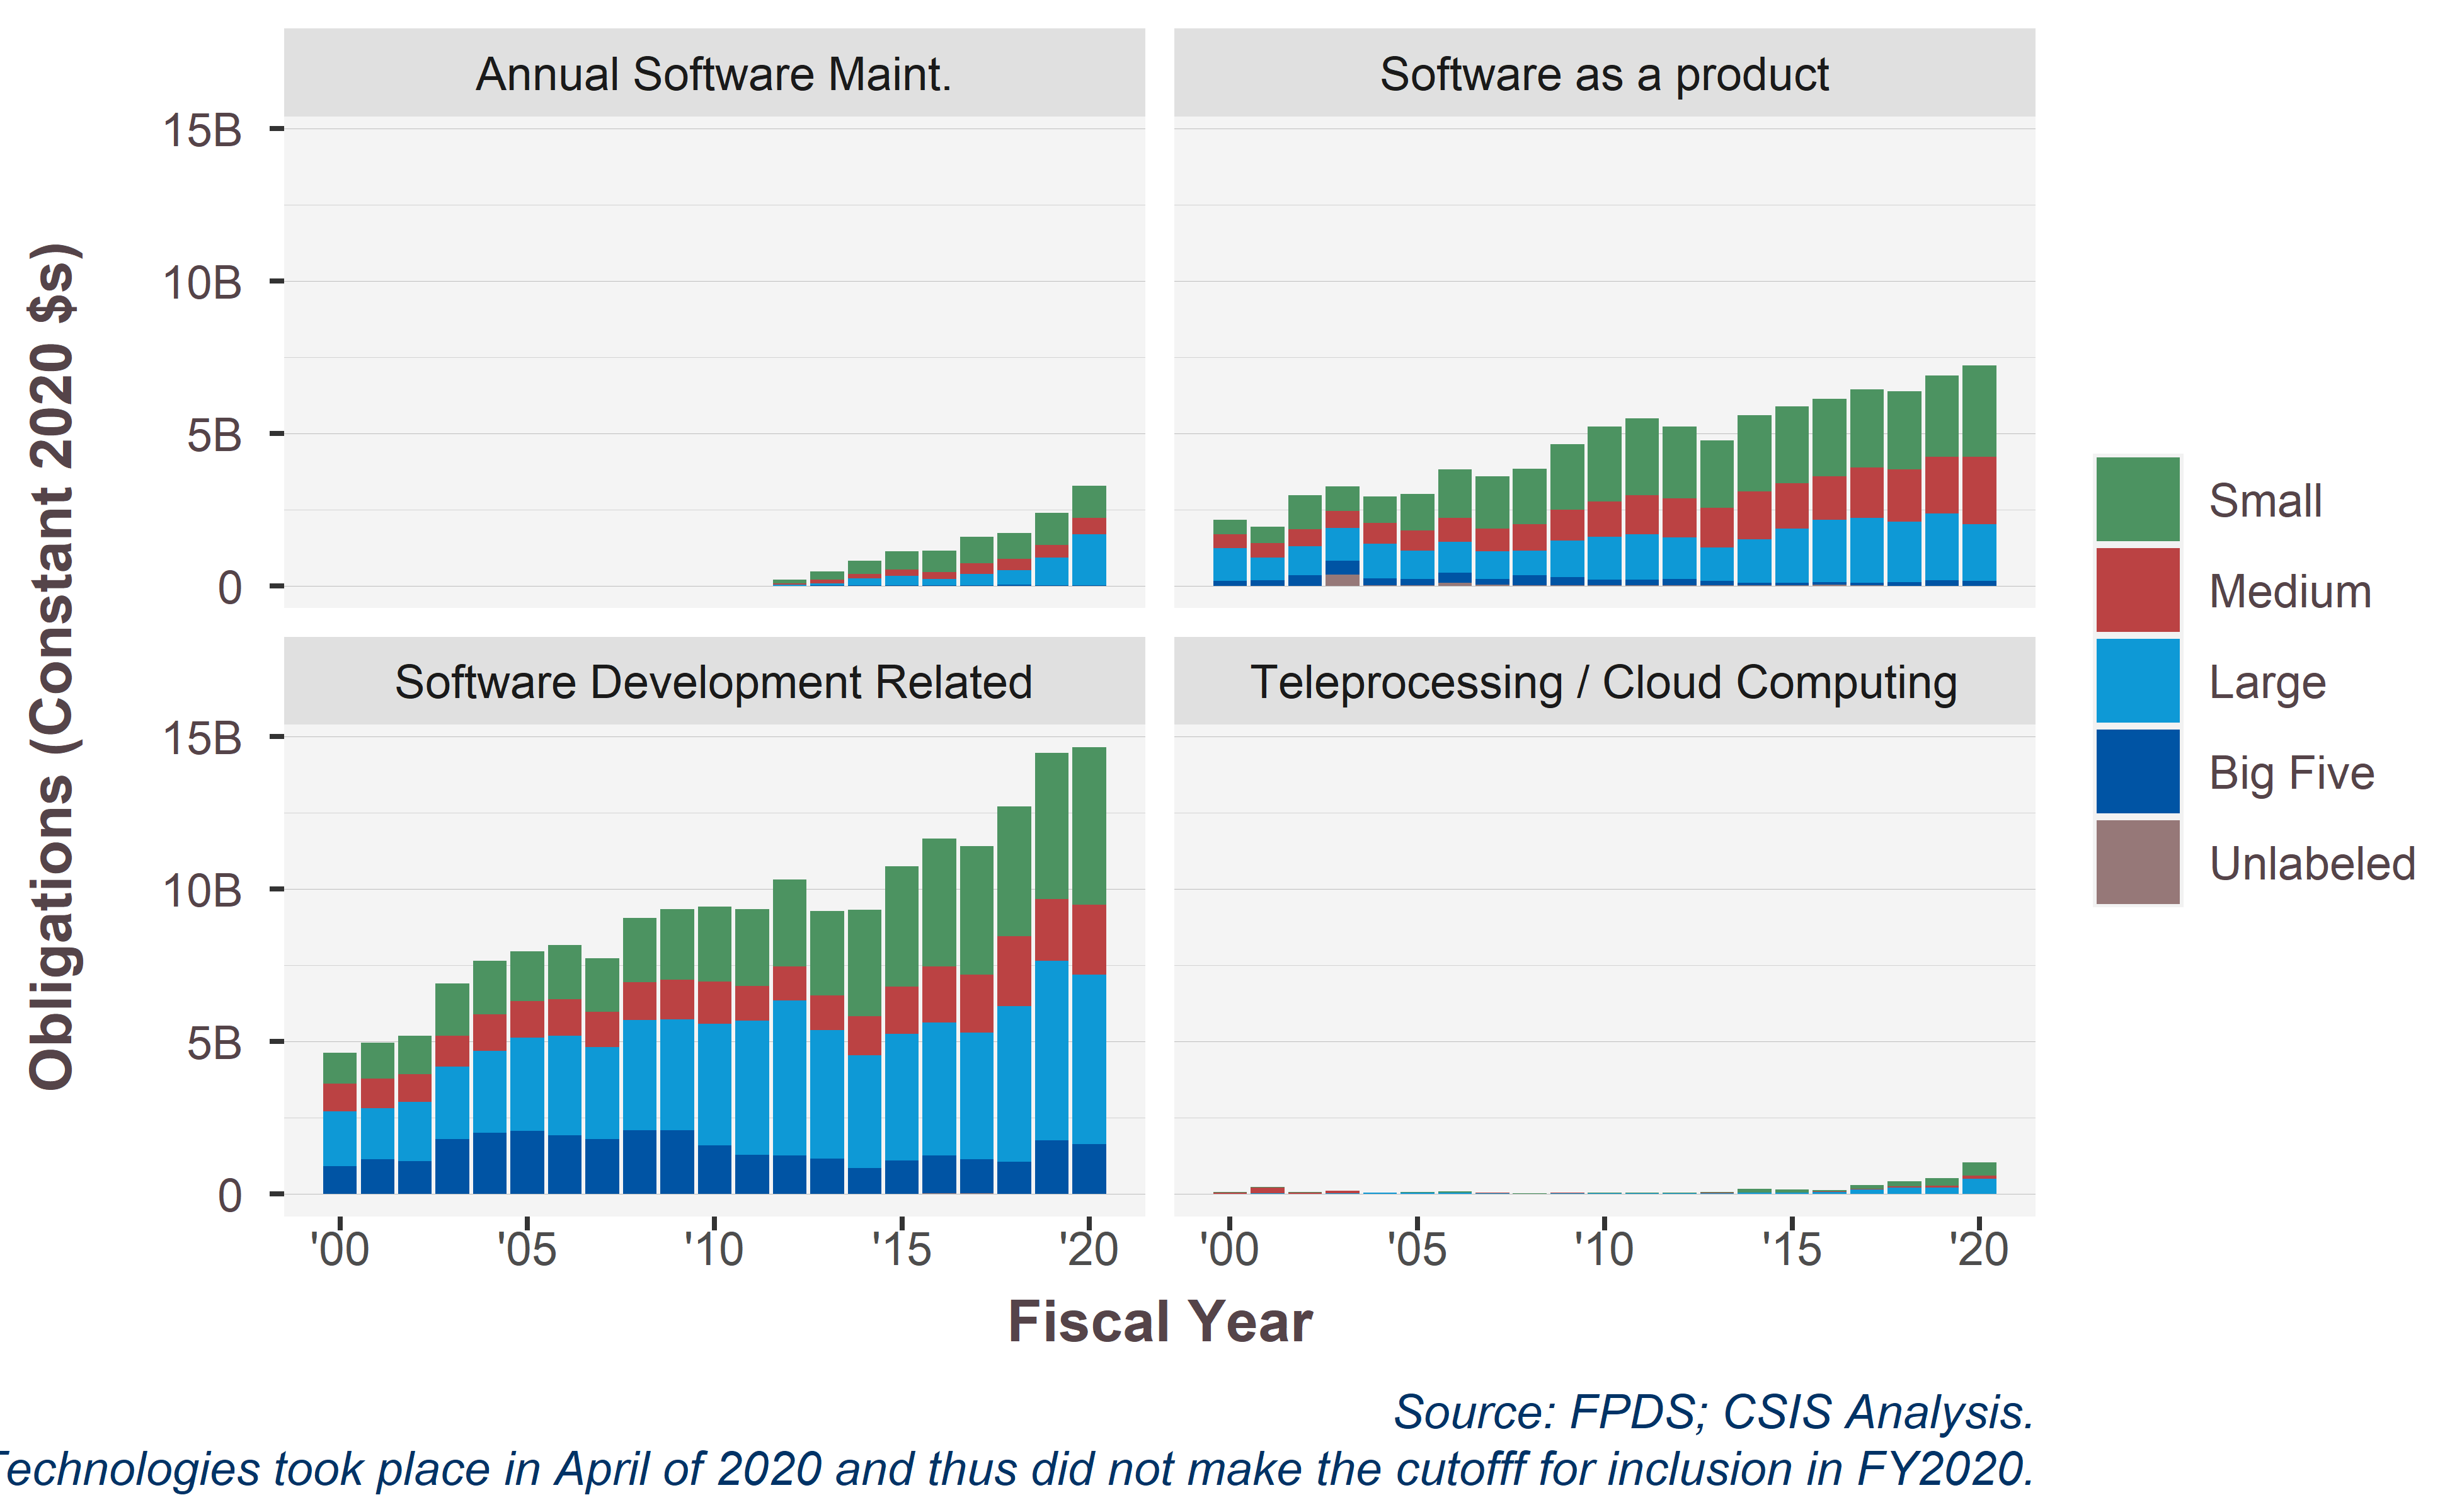 Annual Software Maint.
Software as a product
15B
10B
5B
0
Software Development Related
Teleprocessing / Cloud Computing
15B
10B
5B
0
'00 '05 '10 '15 '20
'00 '05 '10 '15 '20
Obligations (Constant 2020 $s)
Fiscal Year
Small
Medium
Large
Big Five
Unlabeled
Source: FPDS; CSIS Analysis.
Technologies took place in April of 2020 and thus did not make the cutofff for inclusion in FY2020.